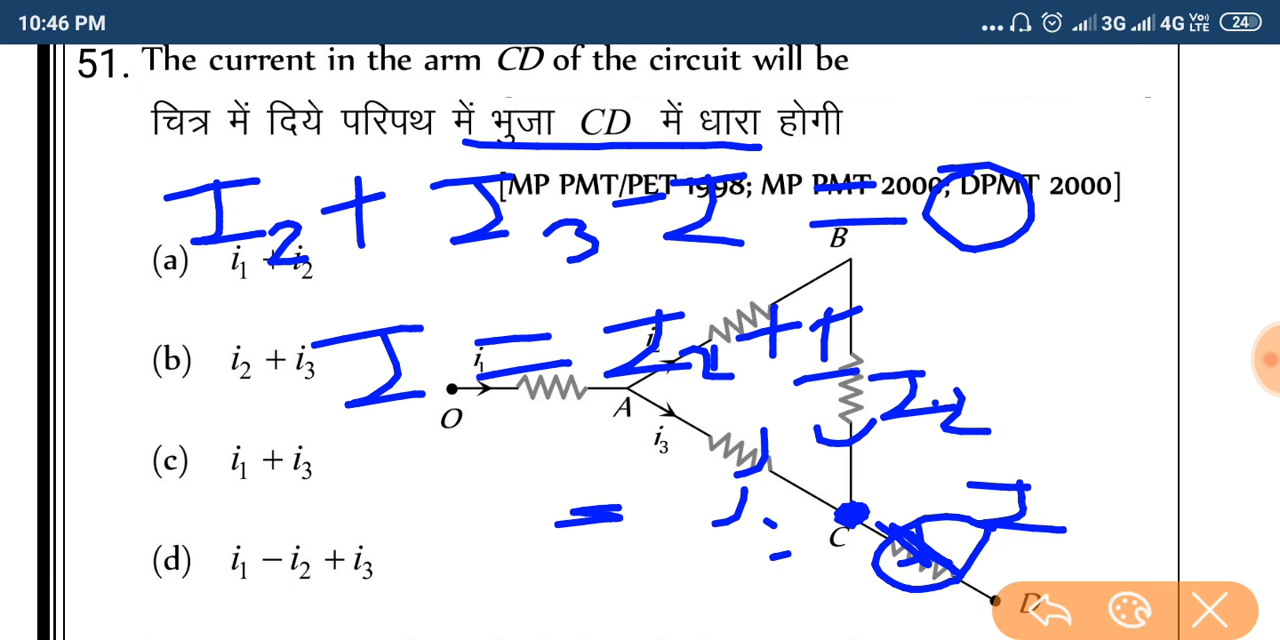 10:46 PM ... 3G 4G VoI) LTE 24
51. The current in the arm CD of the circuit will be
चित्र में दिये परिपथ में भुजा CD में धारा होगी
[MP PMT/PET 1998; MP PMT 2000; DPMT 2000]
I2 + I3 - I = 0
(a) i1 + i2
B
(b) i2 + i3
I = I2 +
i1
O
A
I2
(c) i1 + i3
i3
=
I
C
(d) i1 − i2 + i3
D